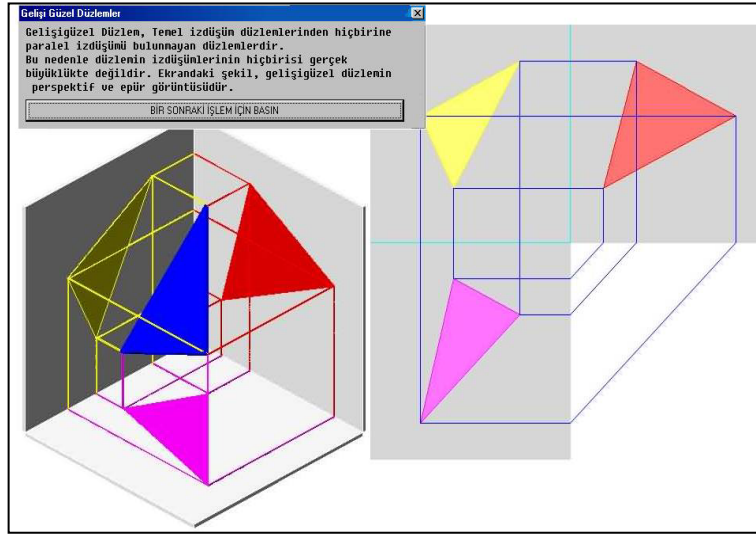 Gelişi Güzel Düzlemler
Gelişigüzel Düzlem, Temel izdüşüm düzlemlerinden hiçbirine
paralel izdüşümü bulunmayan düzlemlerdir.
Bu nedenle düzlemin izdüşümlerinin hiçbirisi gerçek
büyüklükte değildir. Ekrandaki şekil, gelişigüzel düzlemin
perspektif ve epür görüntüsüdür.
BİR SONRAKİ İŞLEM İÇİN BASIN